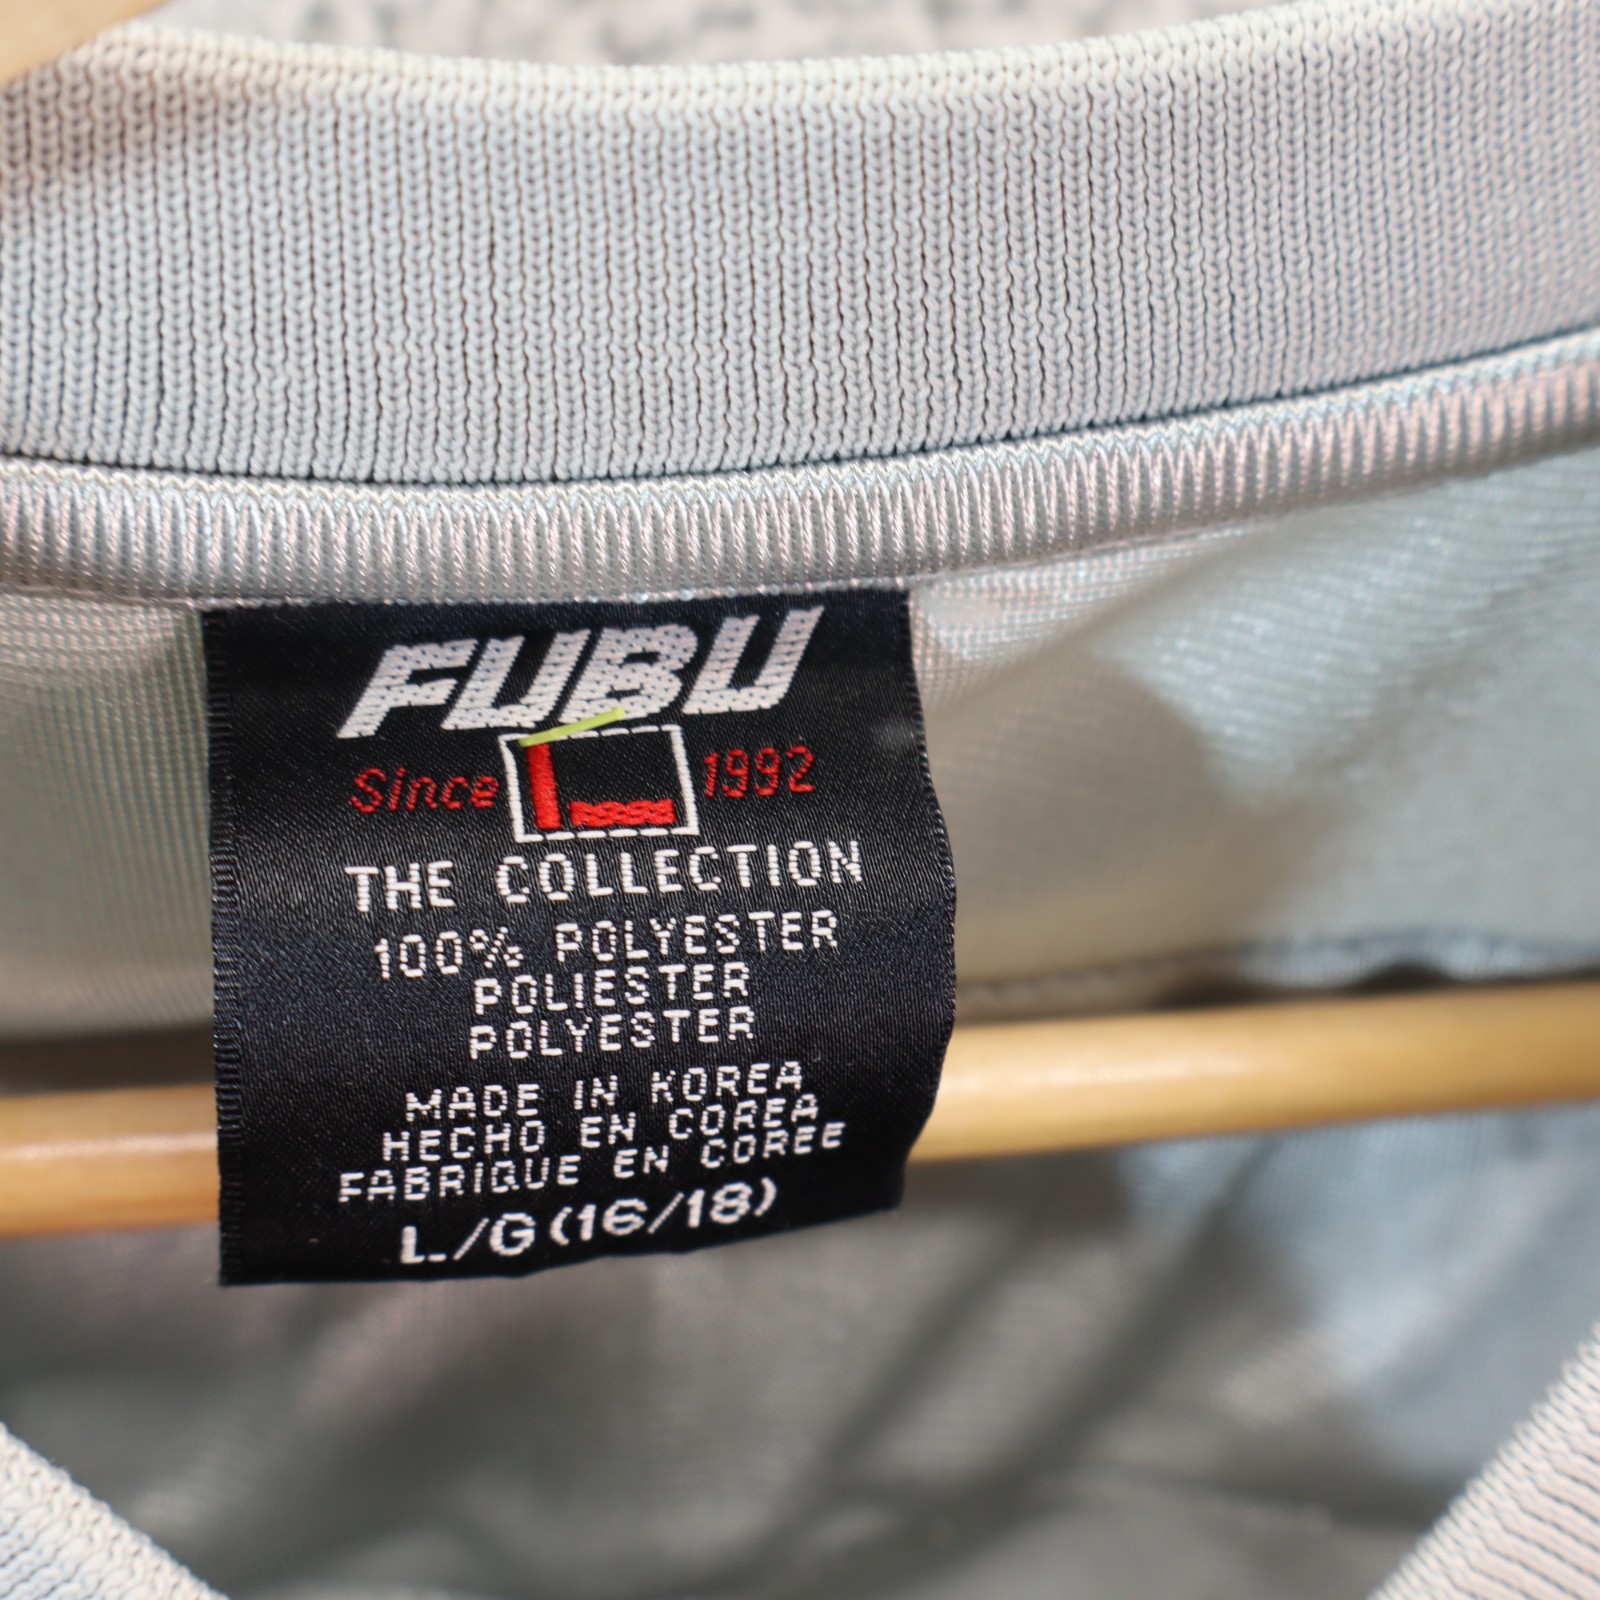 FUBU
Since 1992
THE COLLECTION
100% POLYESTER
POLIESTER
POLYESTER
MADE IN KOREA
HECHO EN COREA
FABRIQUE EN COREE
L/G(16/18)